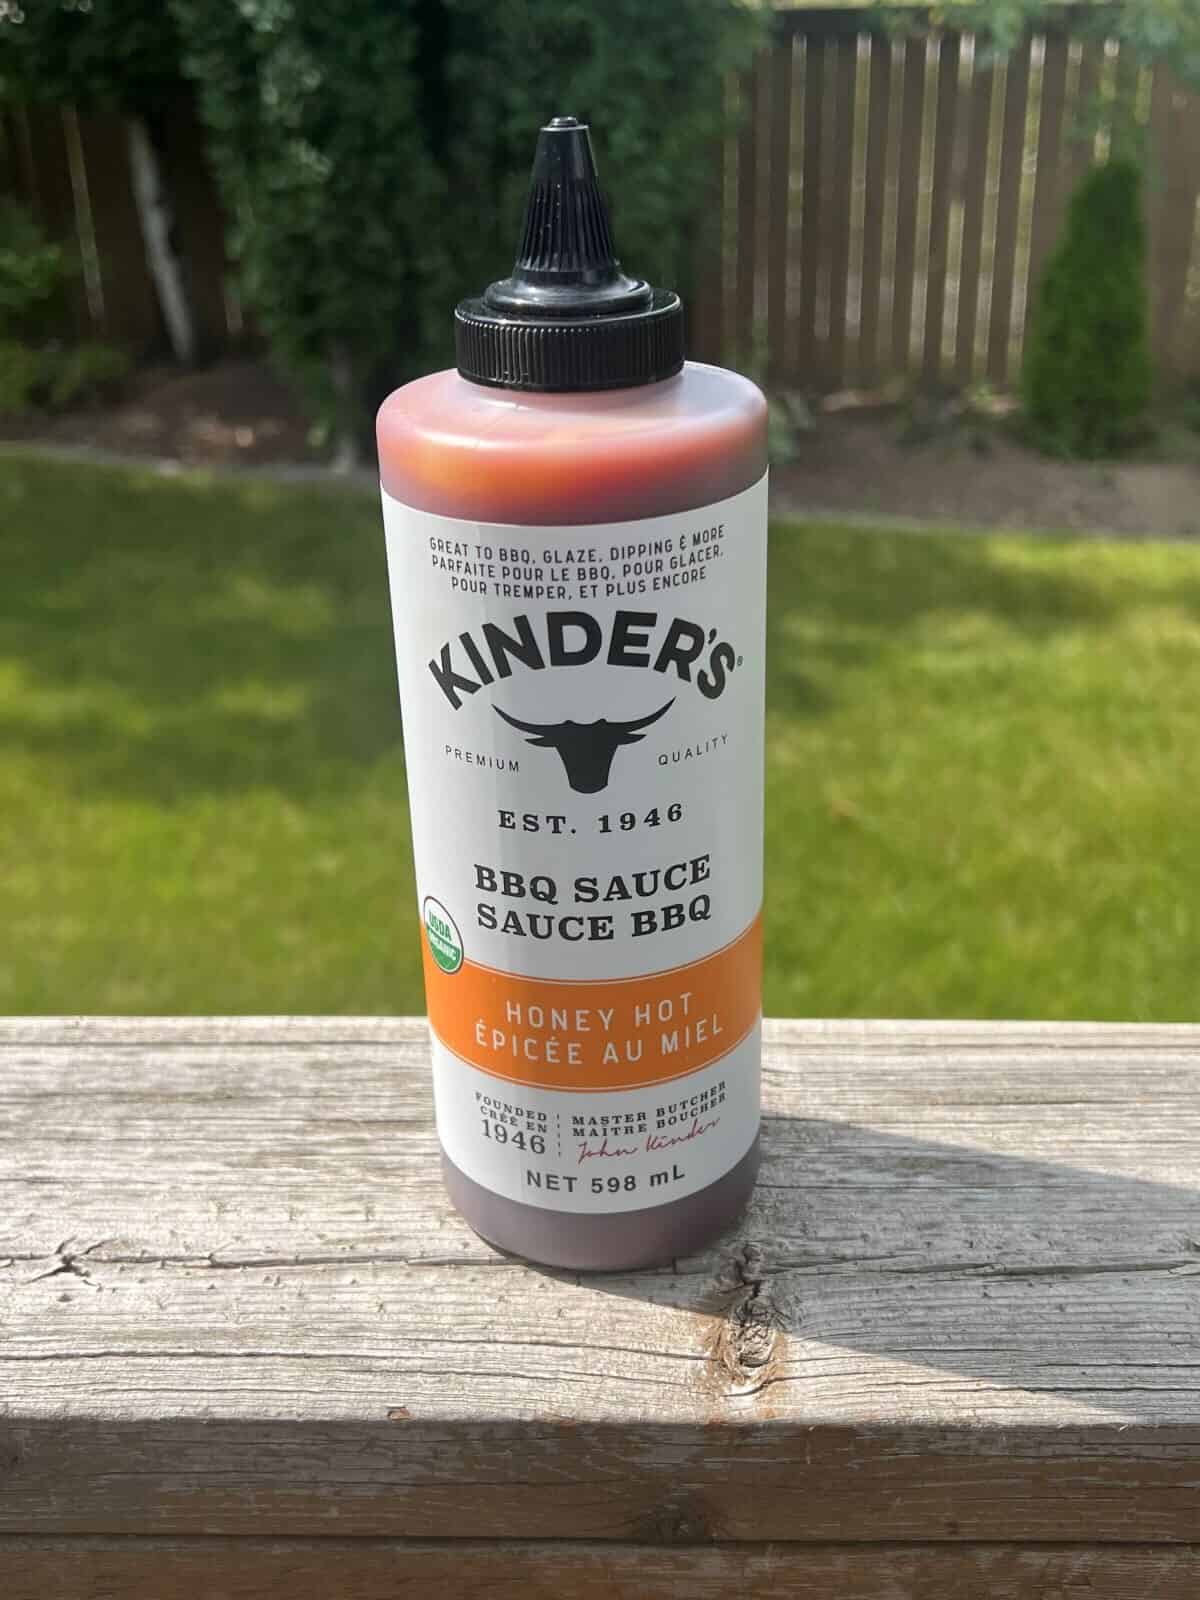 GREAT TO BBQ, GLAZE, DIPPING & MORE
PARFAITE POUR LE BBQ, POUR GLACER,
POUR TREMPER, ET PLUS ENCORE
KINDER'S®
PREMIUM QUALITY
EST. 1946
BBQ SAUCE
SAUCE BBQ
USDA
ORGANIC
HONEY HOT
ÉPICÉE AU MIEL
FOUNDED
CRÉÉ EN
1946
MASTER BUTCHER
MAÎTRE BOUCHER
John Kinder
NET 598 mL